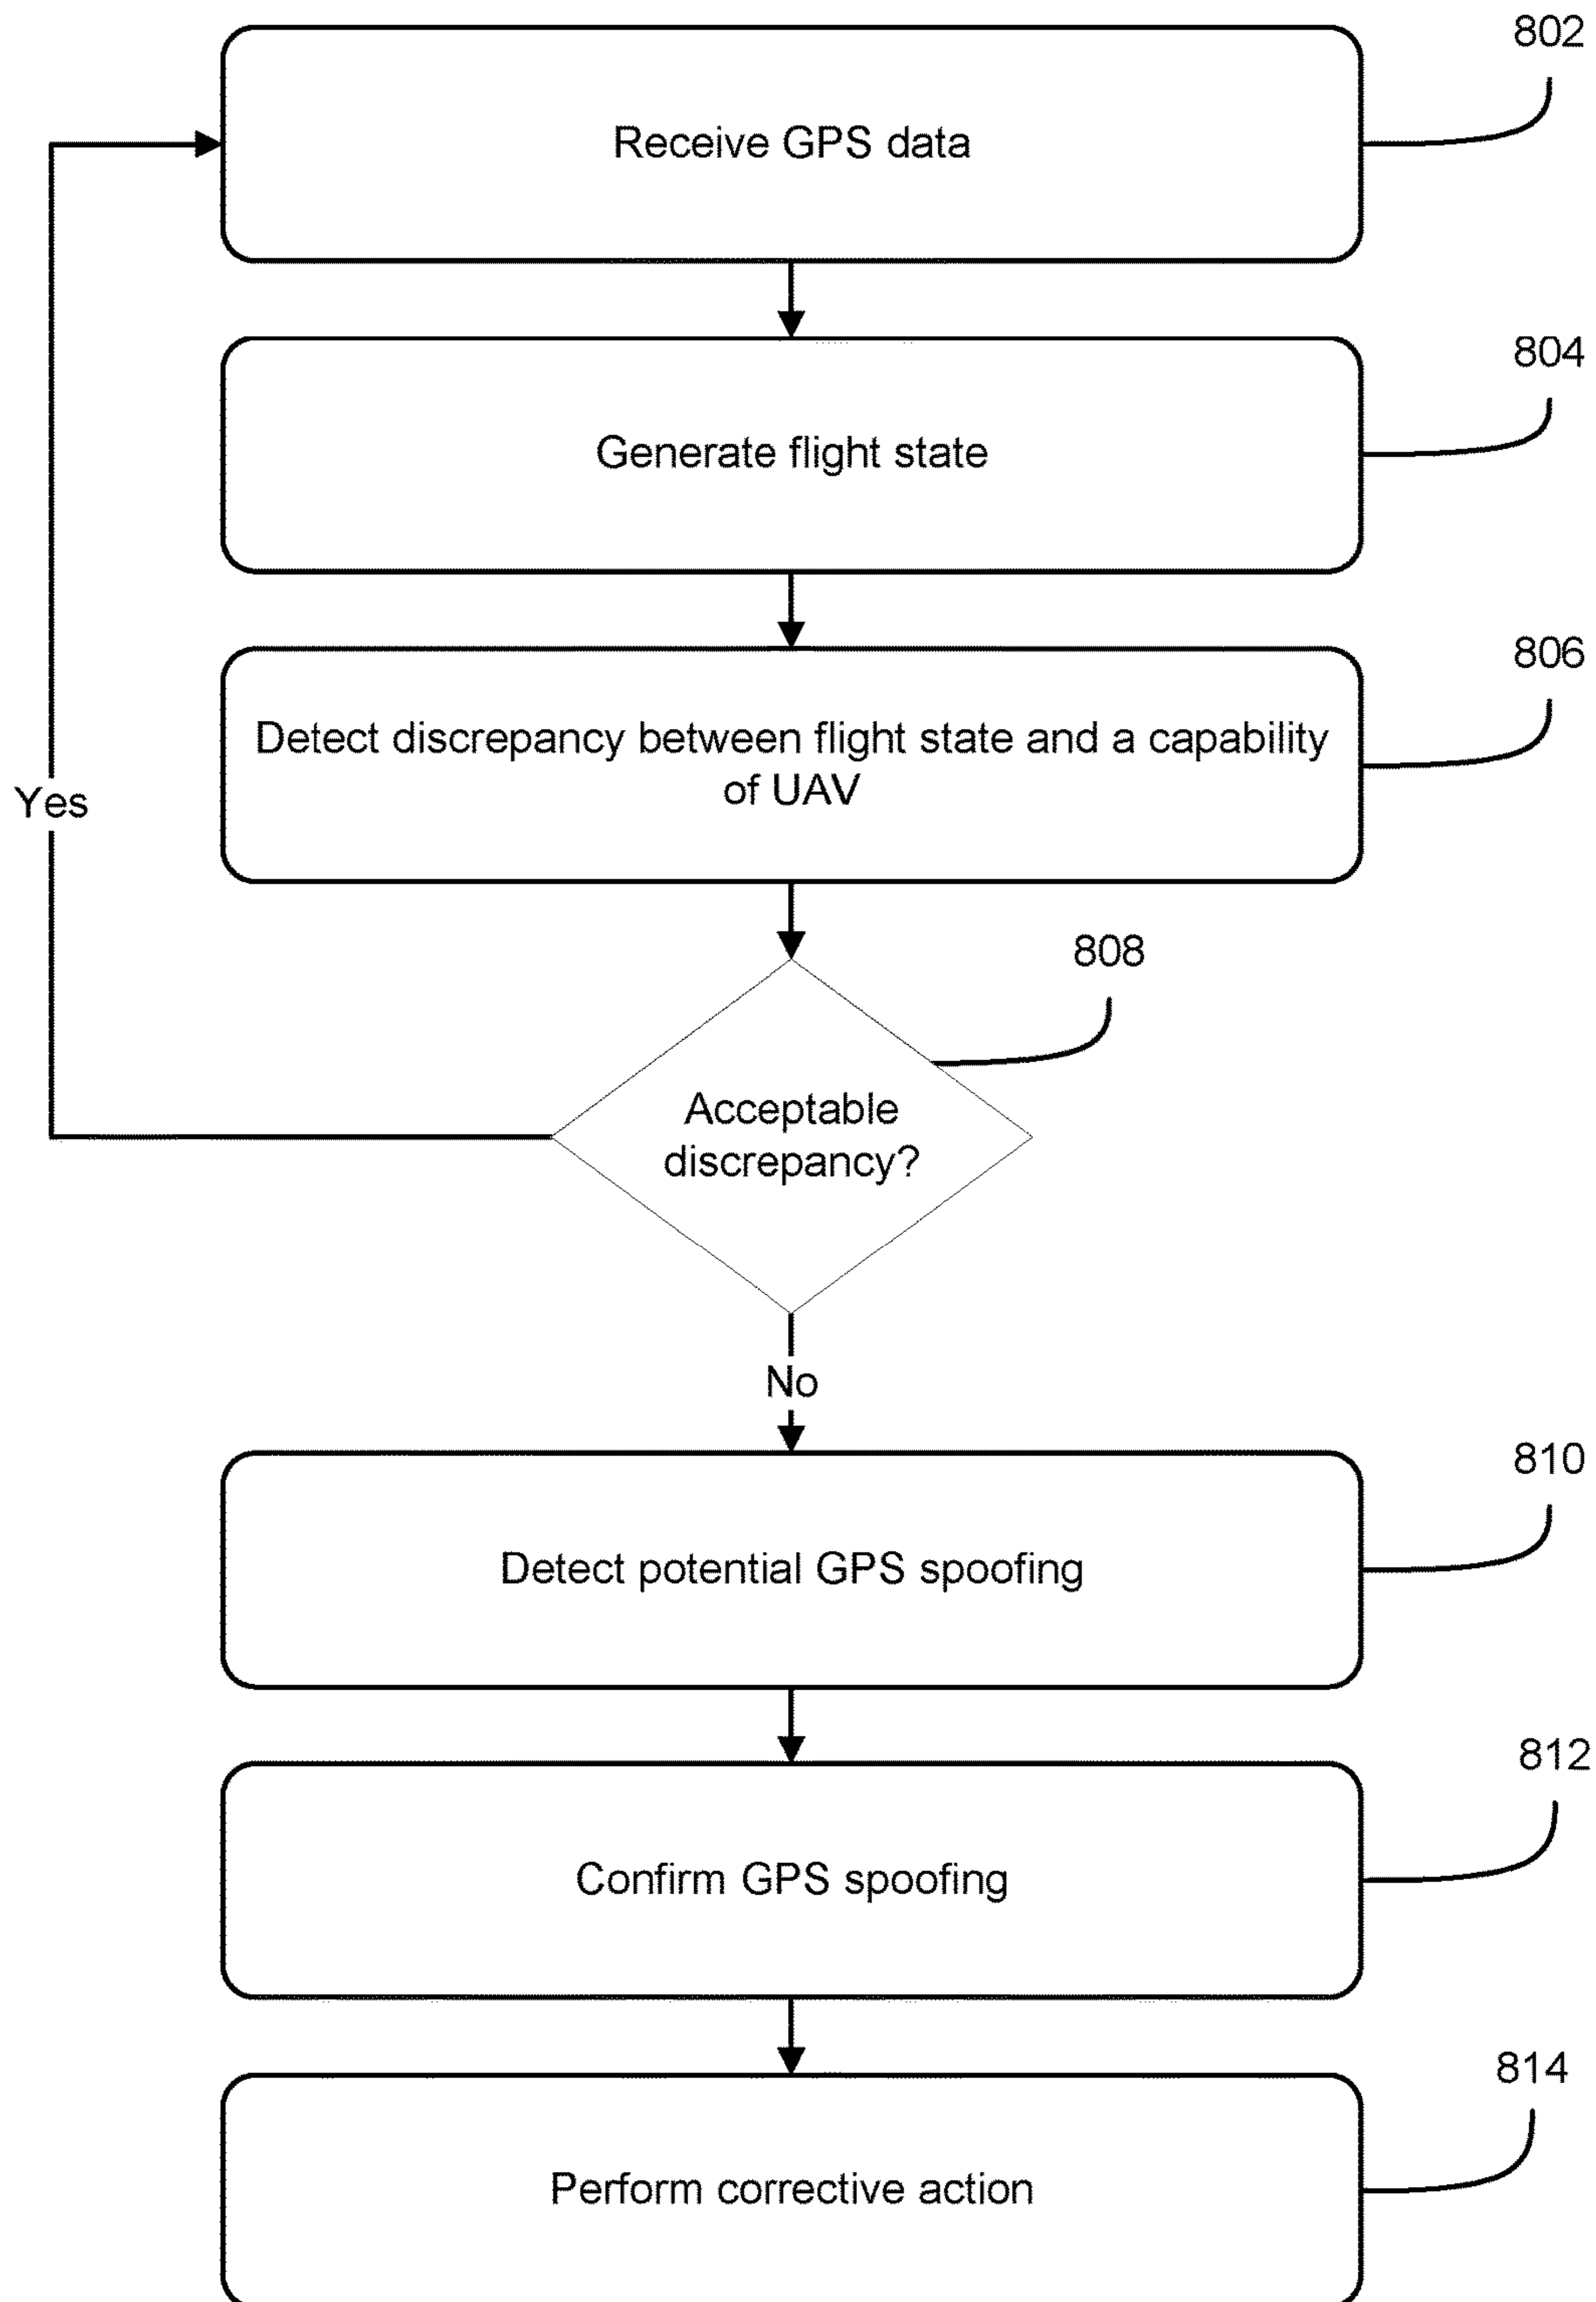 802
Receive GPS data
804
Generate flight state
806
Detect discrepancy between flight state and a capability
of UAV
Yes
808
Acceptable
discrepancy?
No
810
Detect potential GPS spoofing
812
Confirm GPS spoofing
814
Perform corrective action